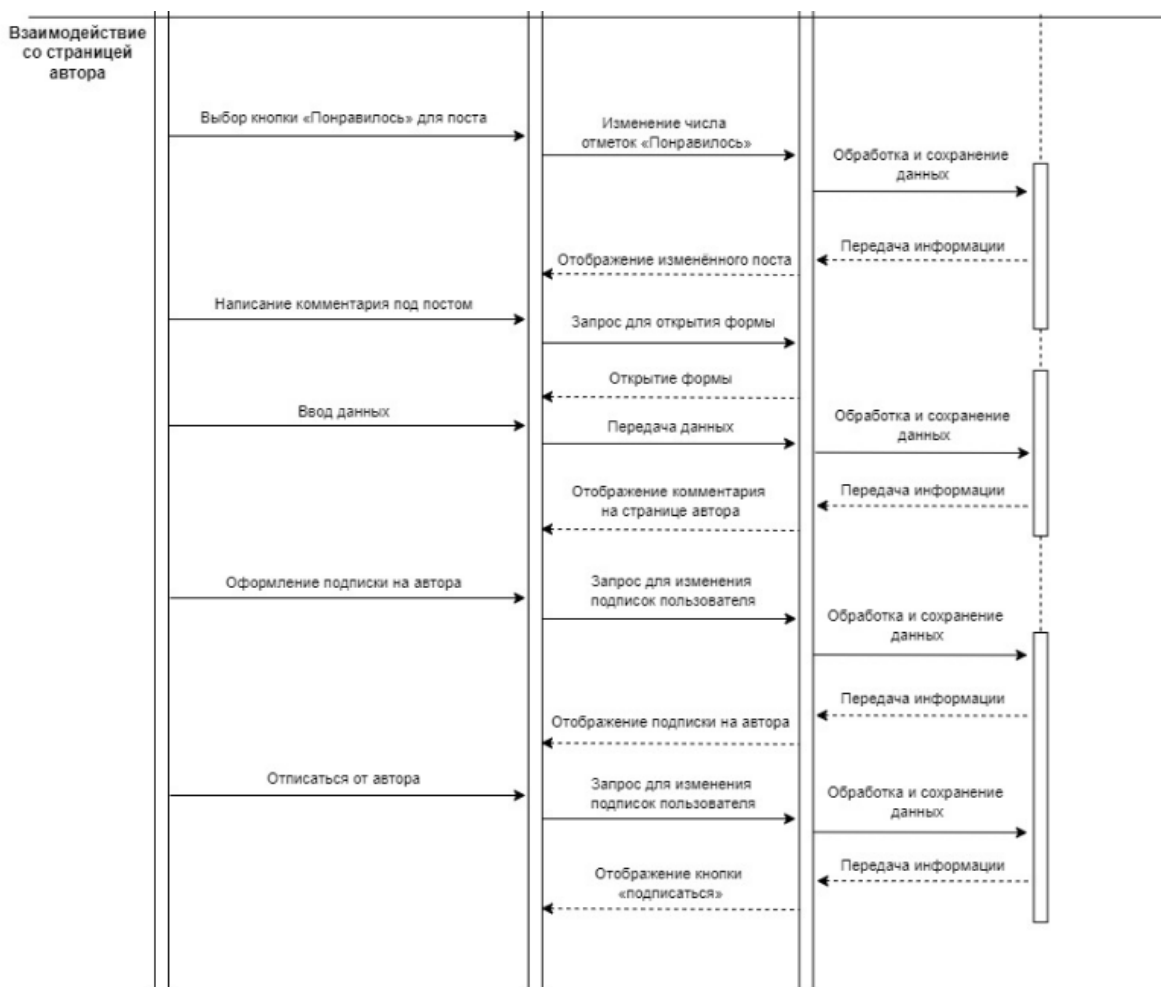 Взаимодействие
со страницей
автора
Выбор кнопки «Понравилось» для поста
Изменение числа
отметок «Понравилось»
Обработка и сохранение
данных
Передача информации
Отображение изменённого поста
Написание комментария под постом
Запрос для открытия формы
Открытие формы
Ввод данных
Передача данных
Обработка и сохранение
данных
Передача информации
Отображение комментария
на странице автора
Оформление подписки на автора
Запрос для изменения
подписок пользователя
Обработка и сохранение
данных
Передача информации
Отображение подписки на автора
Отписаться от автора
Запрос для изменения
подписок пользователя
Обработка и сохранение
данных
Передача информации
Отображение кнопки
«подписаться»